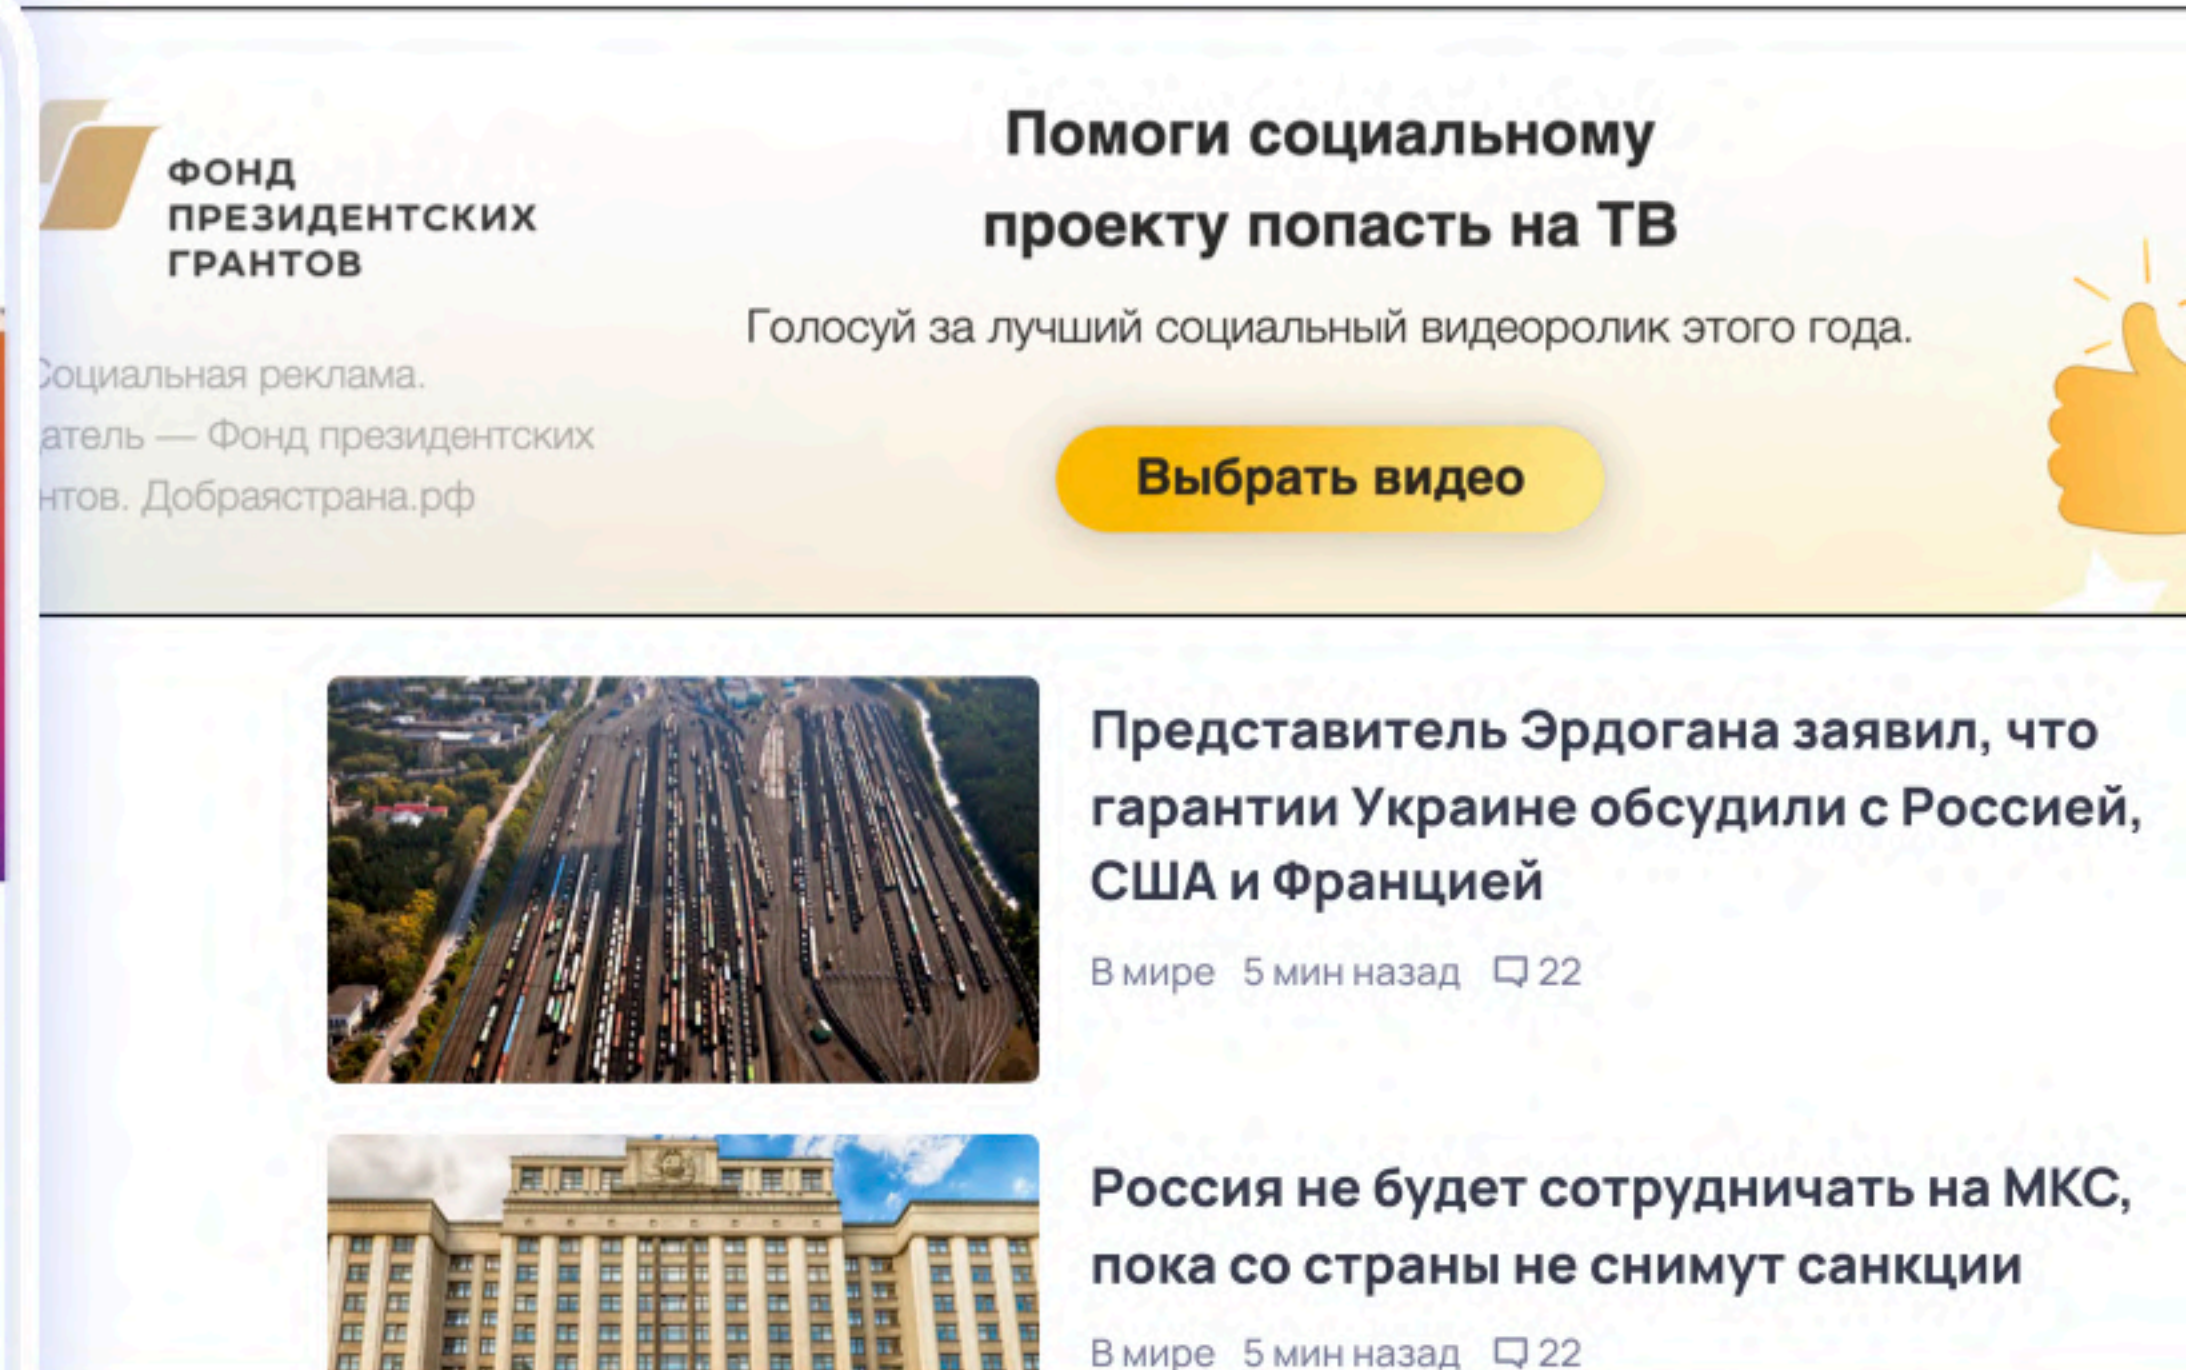 ФОНД
ПРЕЗИДЕНТСКИХ
ГРАНТОВ
Социальная реклама.
атель — Фонд президентских
нтов. Добраястрана.рф
Помоги социальному
проекту попасть на ТВ
Голосуй за лучший социальный видеоролик этого года.
Выбрать видео
Представитель Эрдогана заявил, что
гарантии Украине обсудили с Россией,
США и Францией
В мире 5 мин назад 22
Россия не будет сотрудничать на МКС,
пока со страны не снимут санкции
В мире 5 мин назад 22